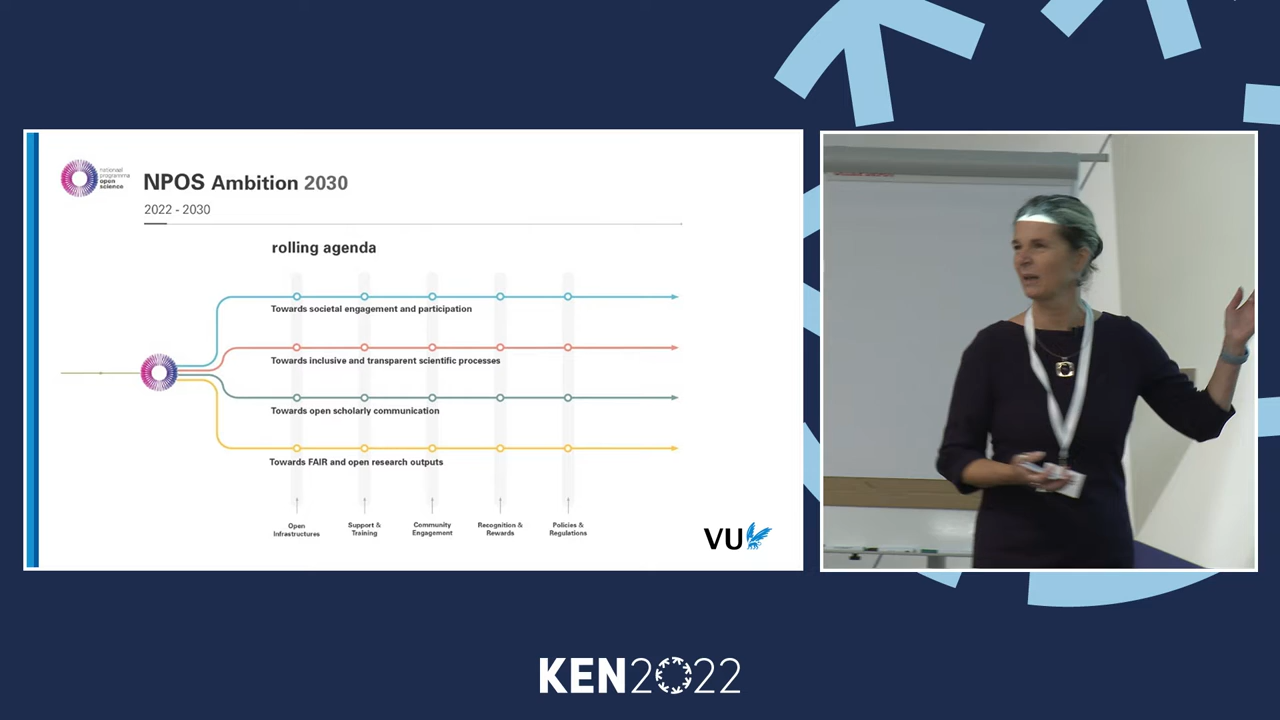 nationaal
programma
open
science
NPOS Ambition 2030
2022 - 2030
rolling agenda
Towards societal engagement and participation
Towards inclusive and transparent scientific processes
Towards open scholarly communication
Towards FAIR and open research outputs
Open
Infrastructures
Support &
Training
Community
Engagement
Recognition &
Rewards
Policies &
Regulations
VU
KEN2022